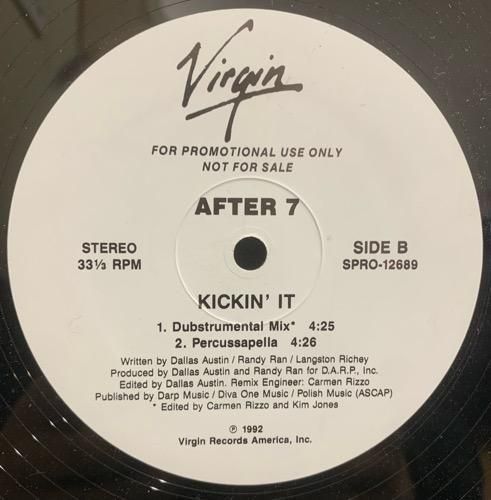 Virgin
FOR PROMOTIONAL USE ONLY
NOT FOR SALE
AFTER 7
STEREO
33⅓ RPM
SIDE B
SPRO-12689
KICKIN' IT
1. Dubstrumental Mix* 4:25
2. Percussapella 4:26
Written by Dallas Austin / Randy Ran / Langston Richey
Produced by Dallas Austin and Randy Ran for D.A.R.P., Inc.
Edited by Dallas Austin. Remix Engineer: Carmen Rizzo
Published by Darp Music / Diva One Music / Polish Music (ASCAP)
* Edited by Carmen Rizzo and Kim Jones
℗ 1992
Virgin Records America, Inc.